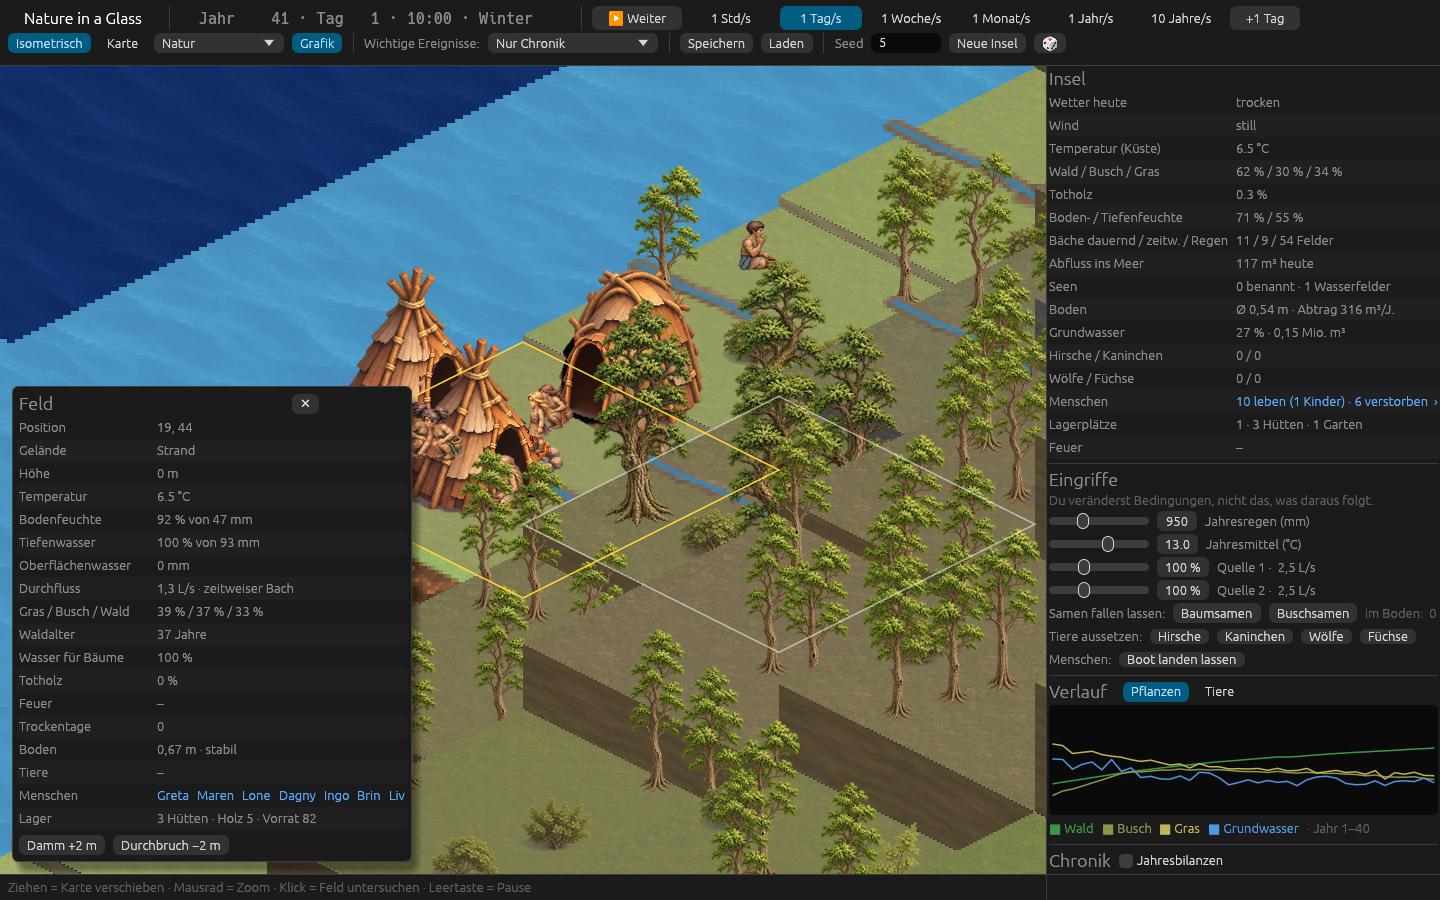 Nature in a Glass
Jahr 41 · Tag 1 · 10:00 · Winter
Weiter 1 Std/s 1 Tag/s 1 Woche/s 1 Monat/s 1 Jahr/s 10 Jahre/s +1 Tag
Isometrisch Karte Natur Grafik Wichtige Ereignisse: Nur Chronik Speichern Laden Seed 5 Neue Insel
Insel
Wetter heute trocken
Wind still
Temperatur (Küste) 6.5 °C
Wald / Busch / Gras 62 % / 30 % / 34 %
Totholz 0.3 %
Boden- / Tiefenfeuchte 71 % / 55 %
Bäche dauernd / zeitw. / Regen 11 / 9 / 54 Felder
Abfluss ins Meer 117 m³ heute
Seen 0 benannt · 1 Wasserfelder
Boden Ø 0,54 m · Abtrag 316 m³/J.
Grundwasser 27 % · 0,15 Mio. m³
Hirsche / Kaninchen 0 / 0
Wölfe / Füchse 0 / 0
Menschen 10 leben (1 Kinder) · 6 verstorben ›
Lagerplätze 1 · 3 Hütten · 1 Garten
Feuer –
Eingriffe
Du veränderst Bedingungen, nicht das, was daraus folgt.
950 Jahresregen (mm)
13.0 Jahresmittel (°C)
100 % Quelle 1 · 2,5 L/s
100 % Quelle 2 · 2,5 L/s
Samen fallen lassen: Baumsamen Buschsamen im Boden: 0
Tiere aussetzen: Hirsche Kaninchen Wölfe Füchse
Menschen: Boot landen lassen
Verlauf Pflanzen Tiere
Wald Busch Gras Grundwasser · Jahr 1–40
Chronik Jahresbilanzen
Feld ✕
Position 19, 44
Gelände Strand
Höhe 0 m
Temperatur 6.5 °C
Bodenfeuchte 92 % von 47 mm
Tiefenwasser 100 % von 93 mm
Oberflächenwasser 0 mm
Durchfluss 1,3 L/s · zeitweiser Bach
Gras / Busch / Wald 39 % / 37 % / 33 %
Waldalter 37 Jahre
Wasser für Bäume 100 %
Totholz 0 %
Feuer –
Trockentage 0
Boden 0,67 m · stabil
Tiere –
Menschen Greta Maren Lone Dagny Ingo Brin Liv
Lager 3 Hütten · Holz 5 · Vorrat 82
Damm +2 m Durchbruch −2 m
Ziehen = Karte verschieben · Mausrad = Zoom · Klick = Feld untersuchen · Leertaste = Pause